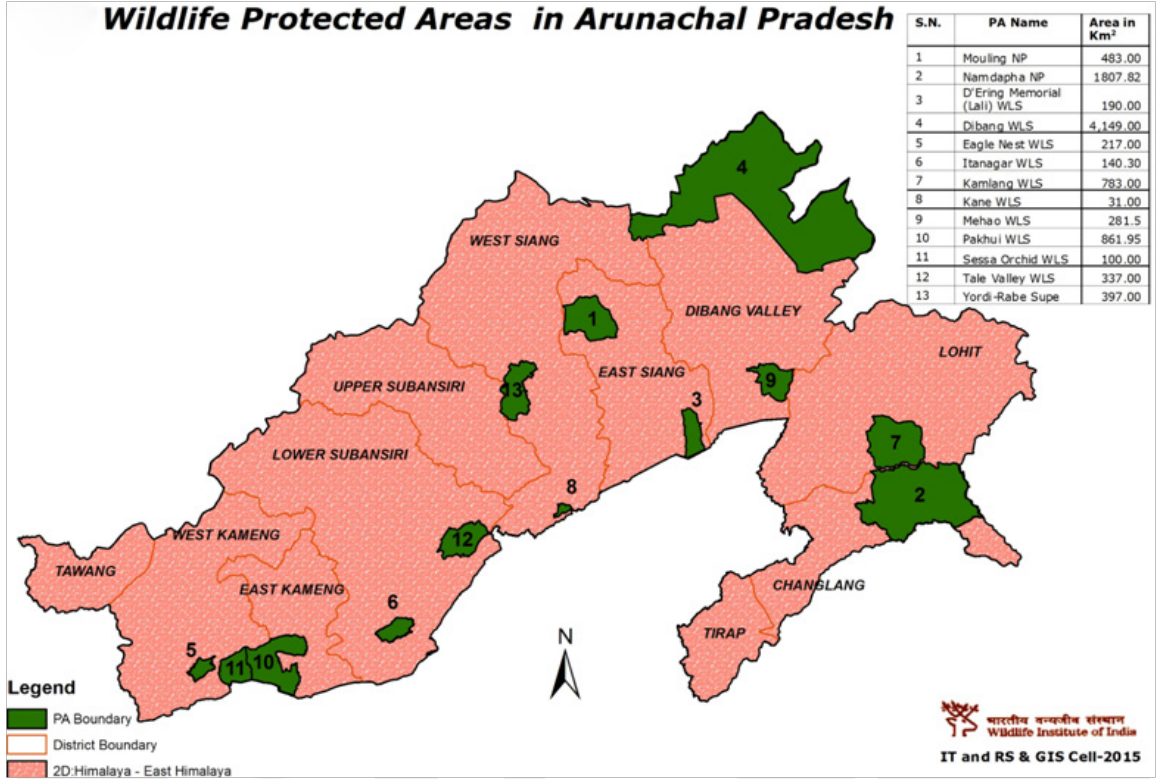 Wildlife Protected Areas in Arunachal Pradesh
S.N. PA Name Area in Km²
1 Mouling NP 483.00
2 Namdapha NP 1807.82
3 D'Ering Memorial (Lali) WLS 190.00
4 Dibang WLS 4,149.00
5 Eagle Nest WLS 217.00
6 Itanagar WLS 140.30
7 Kamlang WLS 783.00
8 Kane WLS 31.00
9 Mehao WLS 281.5
10 Pakhui WLS 861.95
11 Sessa Orchid WLS 100.00
12 Tale Valley WLS 337.00
13 Yordi-Rabe Supe 397.00
4
WEST SIANG
1
DIBANG VALLEY
LOHIT
EAST SIANG
9
UPPER SUBANSIRI
13
3
7
LOWER SUBANSIRI
8
2
WEST KAMENG
12
TAWANG
EAST KAMENG
CHANGLANG
6
TIRAP
5
11
10
N
Legend
PA Boundary
District Boundary
2D:Himalaya - East Himalaya
भारतीय वन्यजीव संस्थान
Wildlife Institute of India
IT and RS & GIS Cell-2015